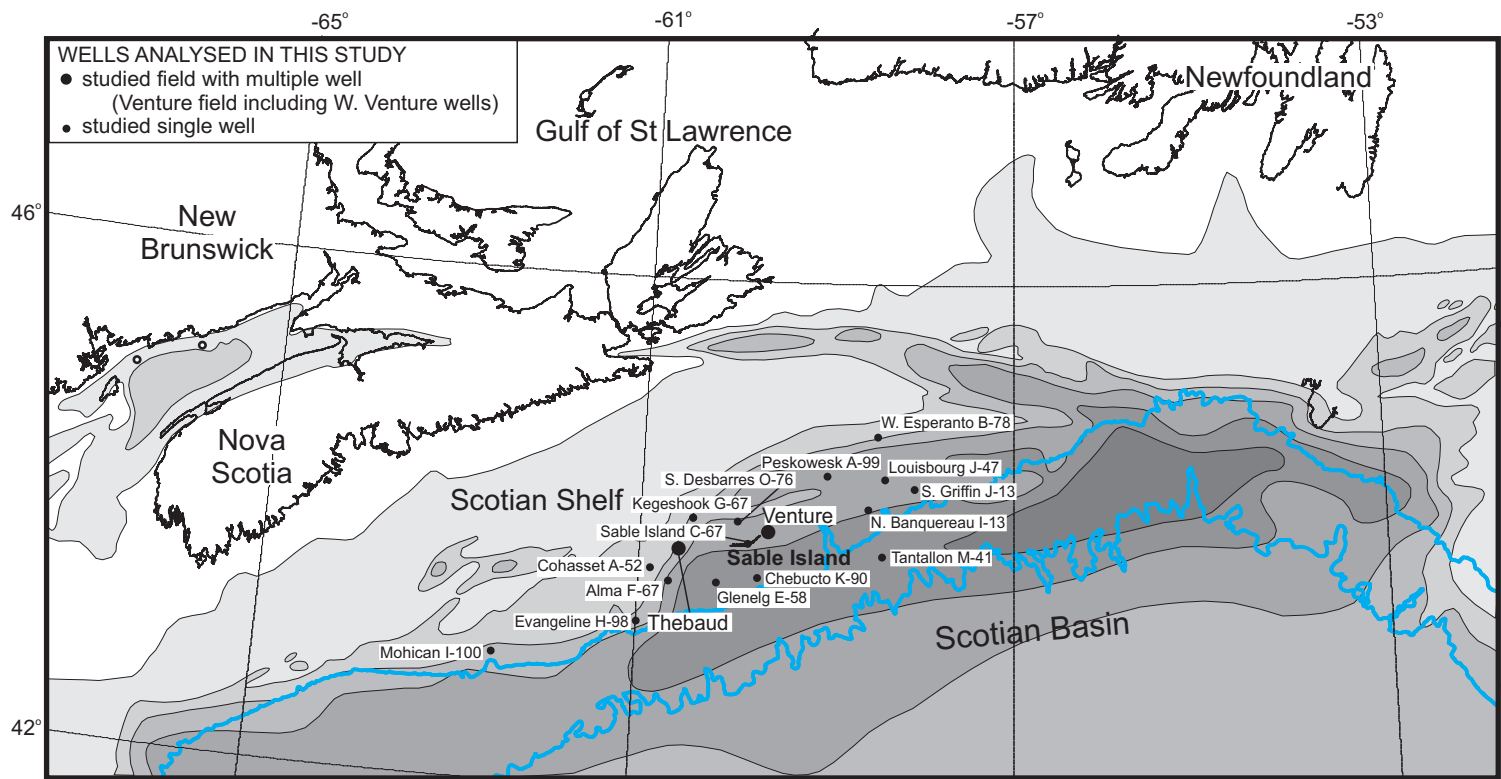 -65°
-61°
-57°
-53°
WELLS ANALYSED IN THIS STUDY
studied field with multiple well
(Venture field including W. Venture wells)
studied single well
Newfoundland
Gulf of St Lawrence
46°
New
Brunswick
W. Esperanto B-78
Nova
Scotia
Peskowesk A-99
Louisbourg J-47
S. Desbarres O-76
S. Griffin J-13
Scotian Shelf
Kegeshook G-67
Venture
N. Banquereau I-13
Sable Island C-67
Sable Island
Tantallon M-41
Cohasset A-52
Chebucto K-90
Alma F-67
Glenelg E-58
Evangeline H-98
Thebaud
Scotian Basin
Mohican I-100
42°